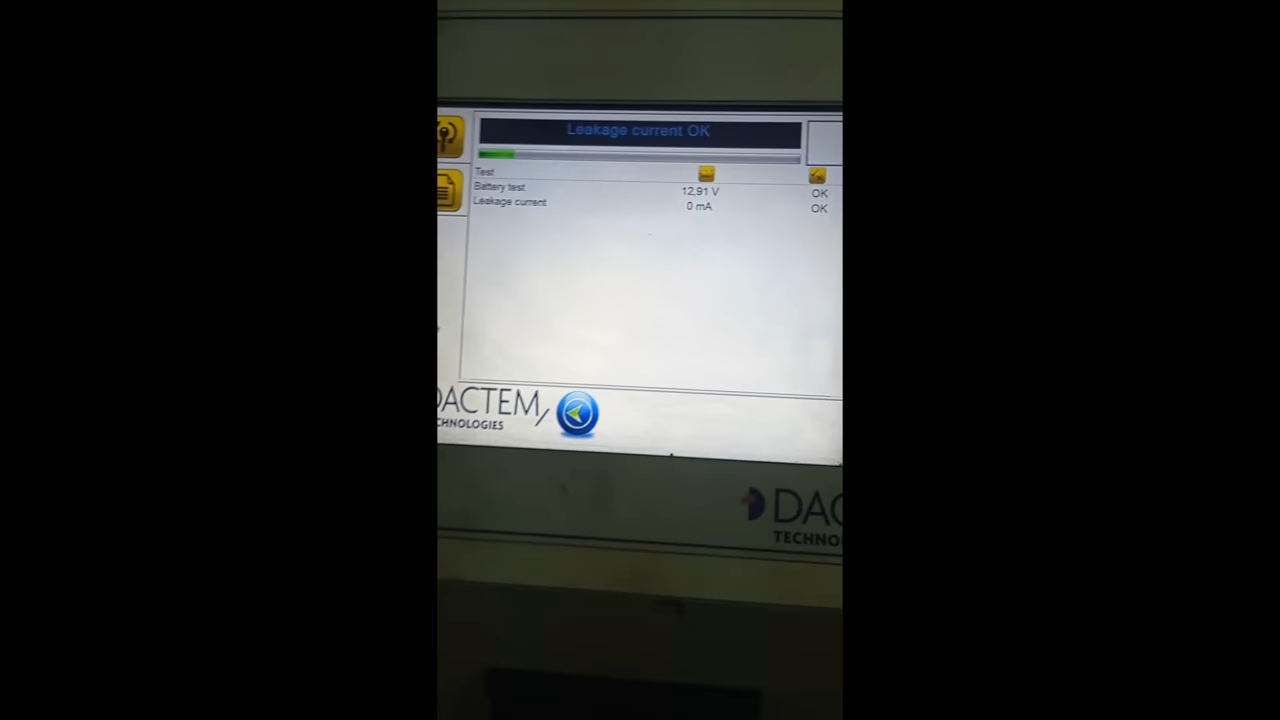 Leakage current OK
Test
Battery test 12,91 V OK
Leakage current 0 mA OK
DACTEM
CHNOLOGIES
DAC
TECHNO